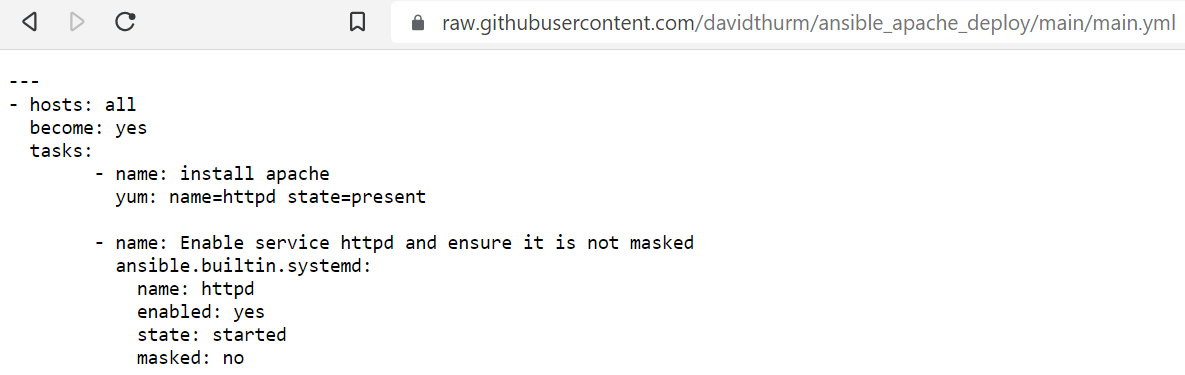 raw.githubusercontent.com/davidthurm/ansible_apache_deploy/main/main.yml
---
- hosts: all
  become: yes
  tasks:
        - name: install apache
          yum: name=httpd state=present

        - name: Enable service httpd and ensure it is not masked
          ansible.builtin.systemd:
            name: httpd
            enabled: yes
            state: started
            masked: no